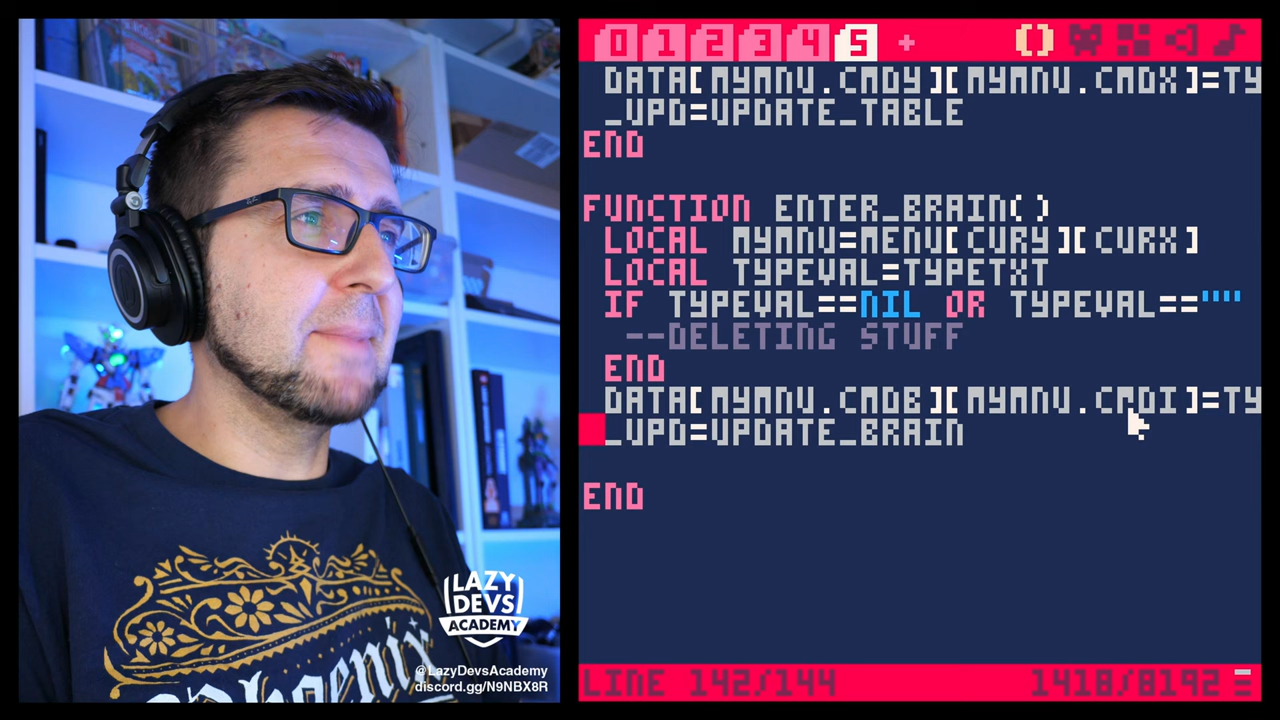 LAZY
DEVS
ACADEMY
@LazyDevsAcademy
discord.gg/N9NBX8R
Phoenix
0 1 2 3 4 5 +
DATA[MYMNU.CMDY][MYMNU.CMDX]=TY
_UPD=UPDATE_TABLE
END
FUNCTION ENTER_BRAIN()
LOCAL MYMNU=MENU[CURY][CURX]
LOCAL TYPEVAL=TYPETXT
IF TYPEVAL==NIL OR TYPEVAL==""
--DELETING STUFF
END
DATA[MYMNU.CMDB][MYMNU.CMDI]=TY
_UPD=UPDATE_BRAIN
END
LINE 142/144 1418/8192